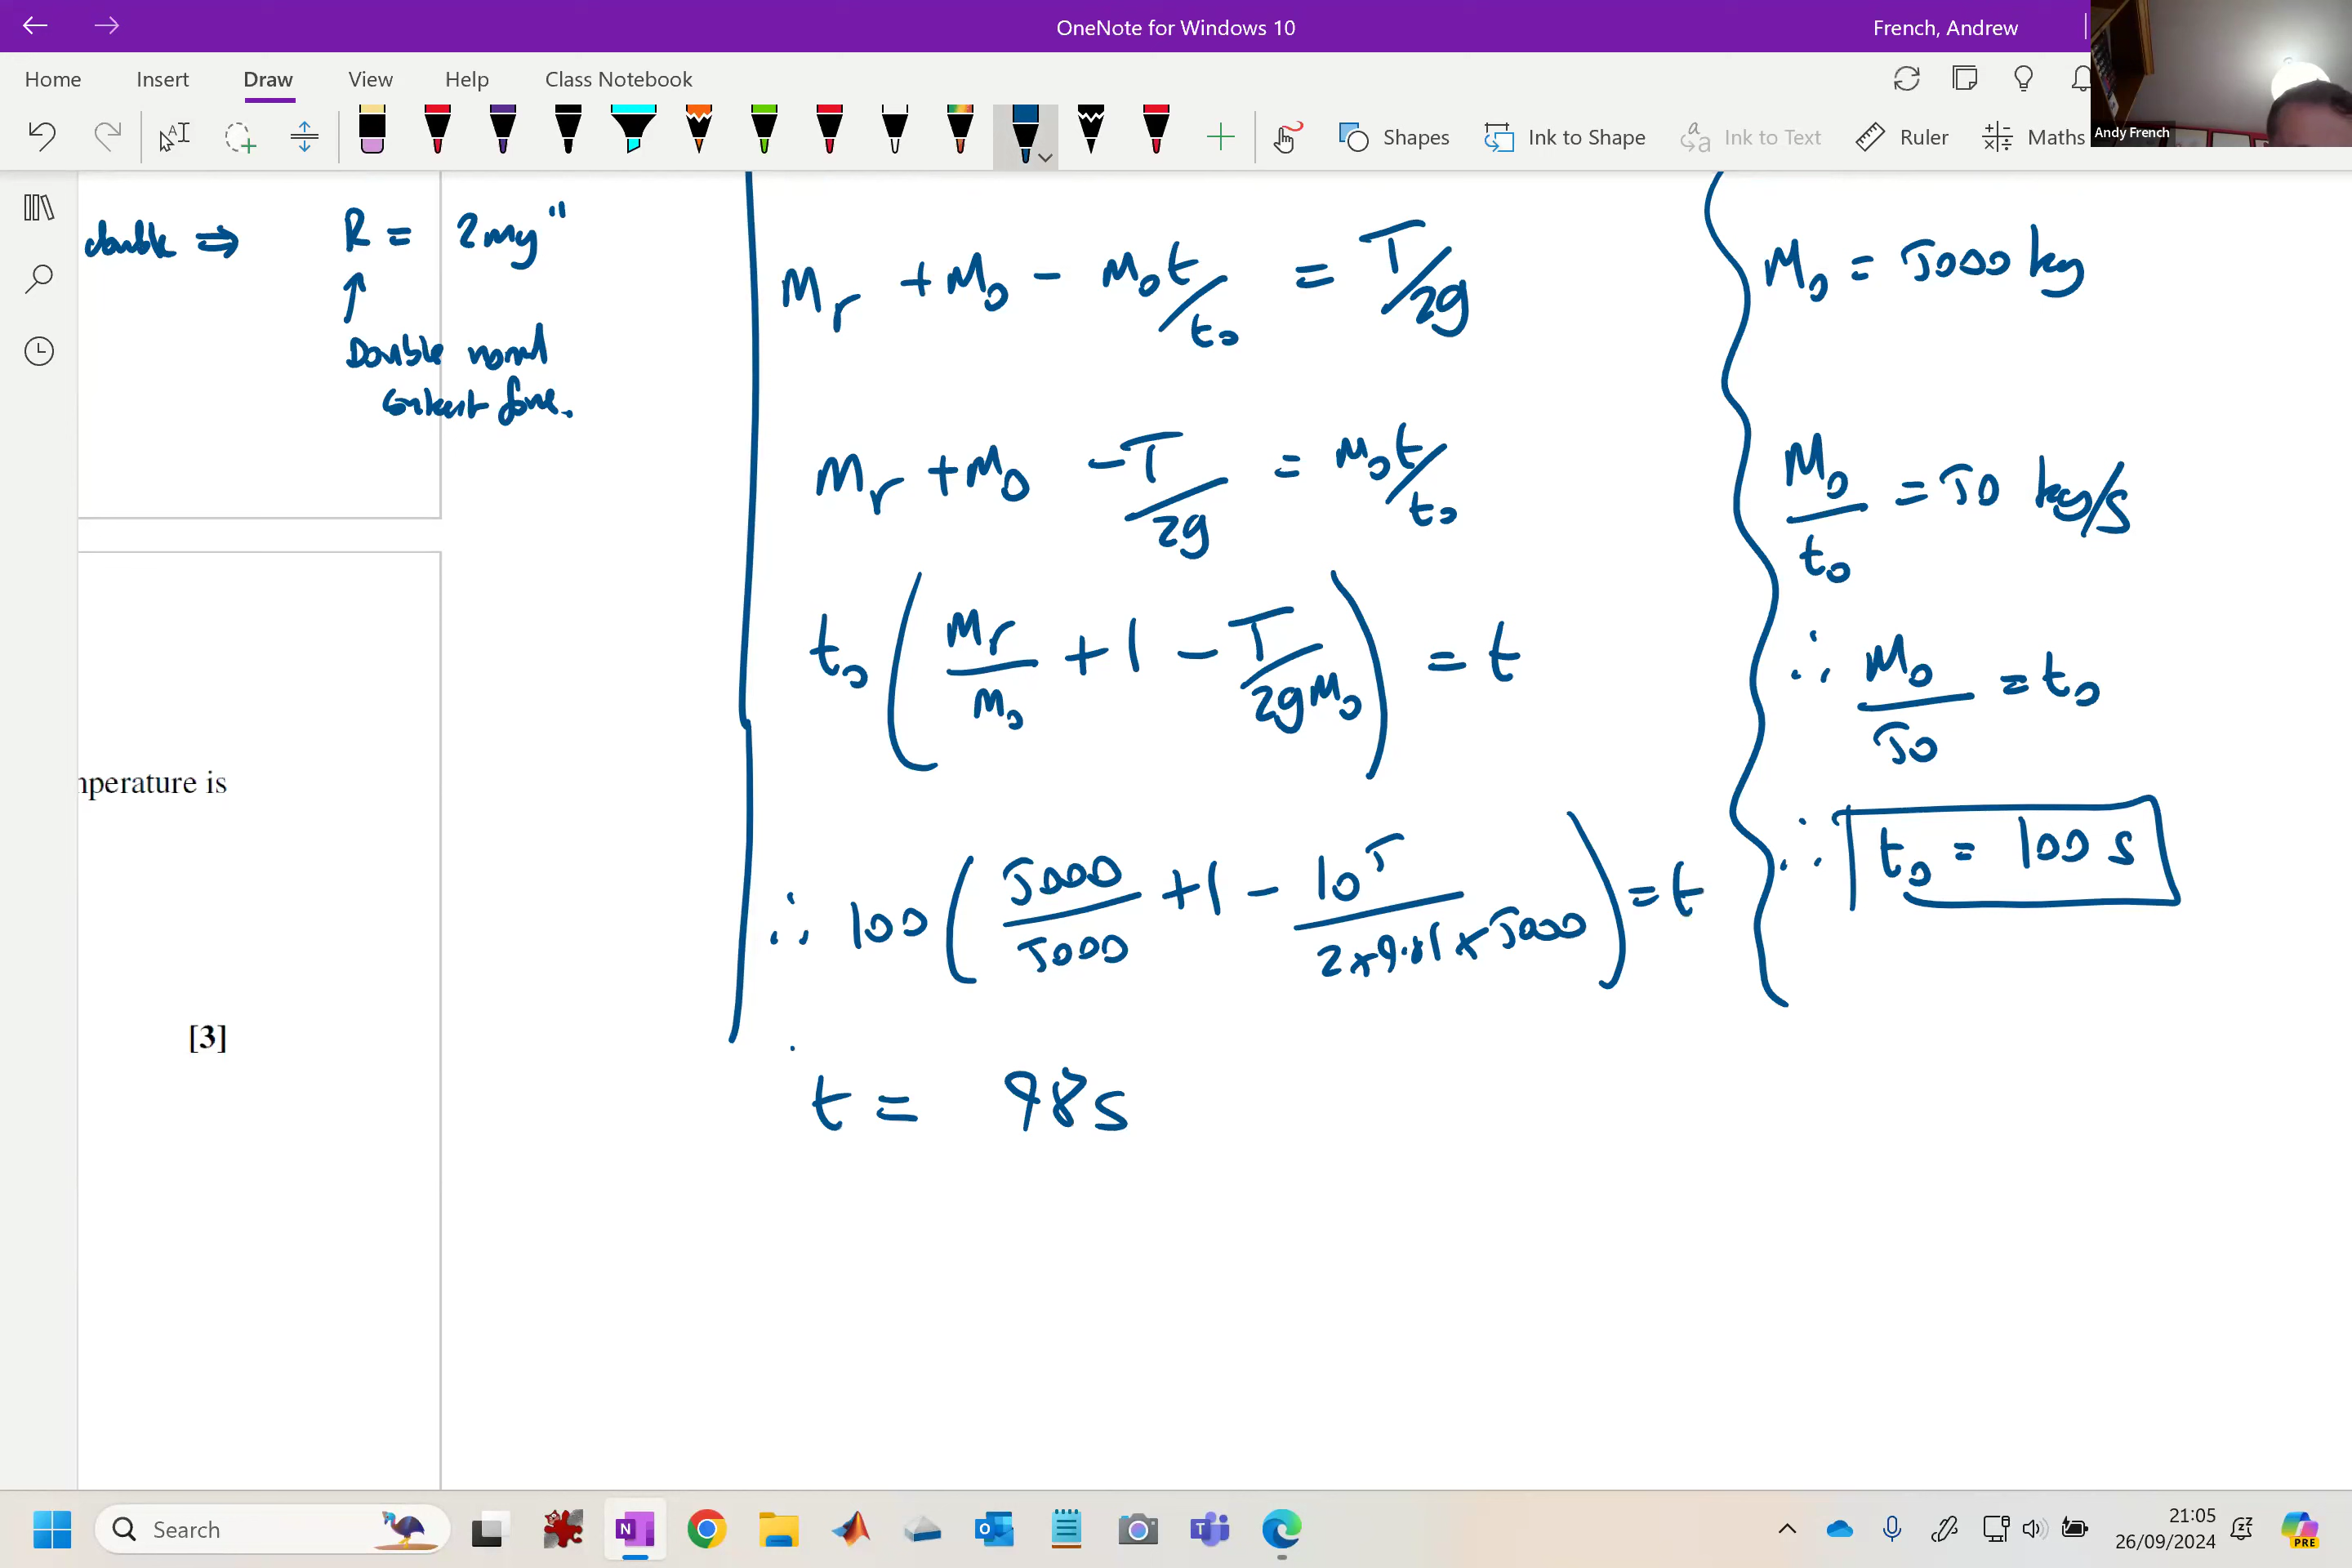 OneNote for Windows 10
French, Andrew
Home Insert Draw View Help Class Notebook
Shapes Ink to Shape Ink to Text Ruler Maths
Andy French
double ⇒ R = 2mg"
↑
Double normal
contact force.
nperature is
[3]
Mr + M₀ - M₀t/t₀ = T/2g
Mr + M₀ - T/2g = M₀t/t₀
t₀ ( Mr/M₀ + 1 - T/2gM₀ ) = t
∴ 100 ( 5000/5000 + 1 - 10⁵/2×9.81×5000 ) = t
t = 98s
M₀ = 5000 kg
M₀/t₀ = 50 kg/s
∴ M₀/50 = t₀
∴ t₀ = 100 s
Search
21:05
26/09/2024
PRE